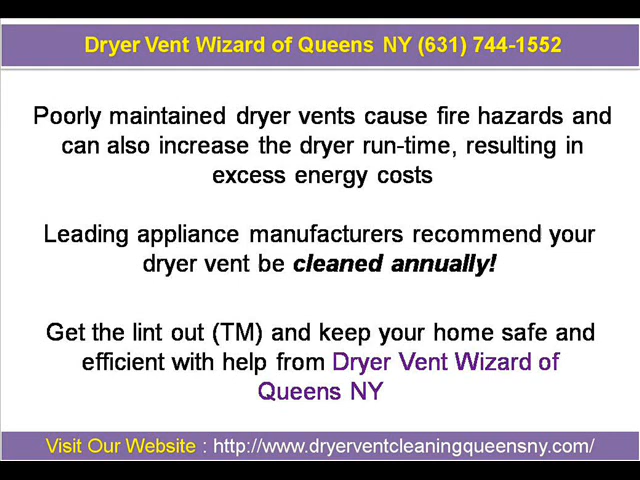 Dryer Vent Wizard of Queens NY (631) 744-1552
Poorly maintained dryer vents cause fire hazards and
can also increase the dryer run-time, resulting in
excess energy costs
Leading appliance manufacturers recommend your
dryer vent be cleaned annually!
Get the lint out (TM) and keep your home safe and
efficient with help from Dryer Vent Wizard of
Queens NY
Visit Our Website : http://www.dryerventcleaningqueensny.com/